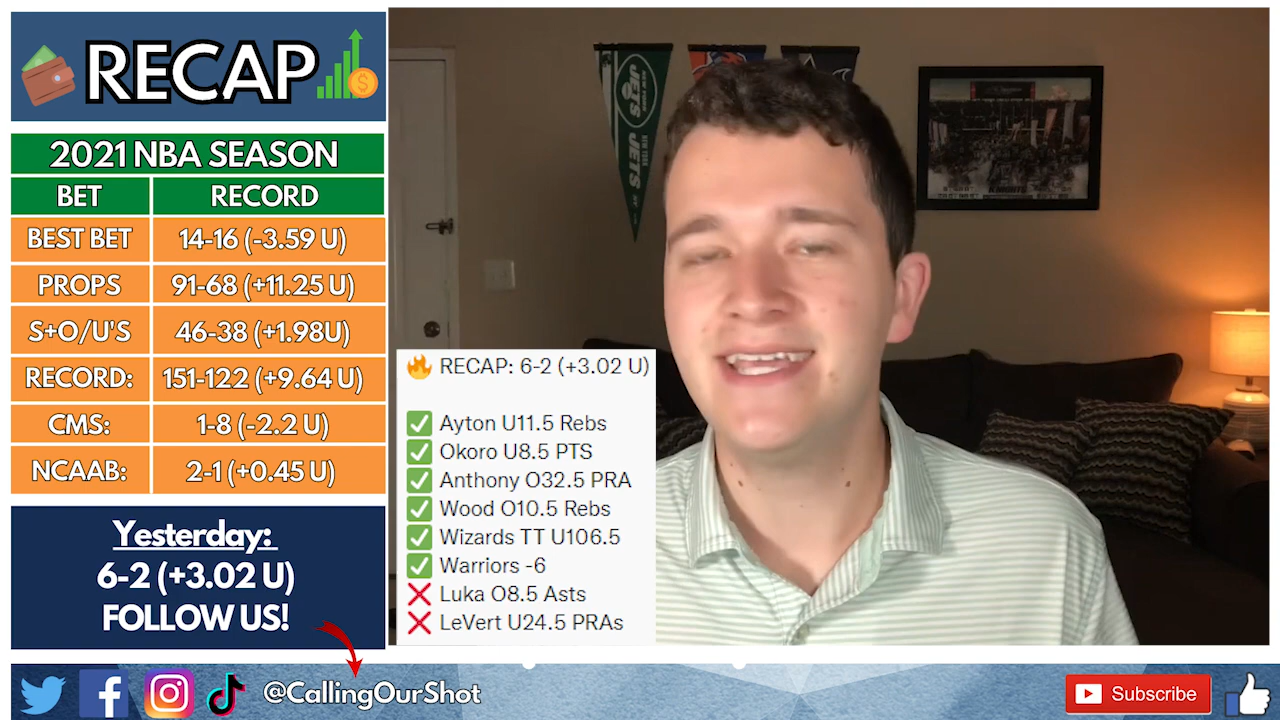 RECAP
2021 NBA SEASON
BET RECORD
BEST BET 14-16 (-3.59 U)
PROPS 91-68 (+11.25 U)
S+O/U'S 46-38 (+1.98U)
RECORD: 151-122 (+9.64 U)
CMS: 1-8 (-2.2 U)
NCAAB: 2-1 (+0.45 U)
Yesterday:
6-2 (+3.02 U)
FOLLOW US!
JETS
JETS
RECAP: 6-2 (+3.02 U)
Ayton U11.5 Rebs
Okoro U8.5 PTS
Anthony O32.5 PRA
Wood O10.5 Rebs
Wizards TT U106.5
Warriors -6
Luka O8.5 Asts
LeVert U24.5 PRAs
@CallingOurShot
Subscribe